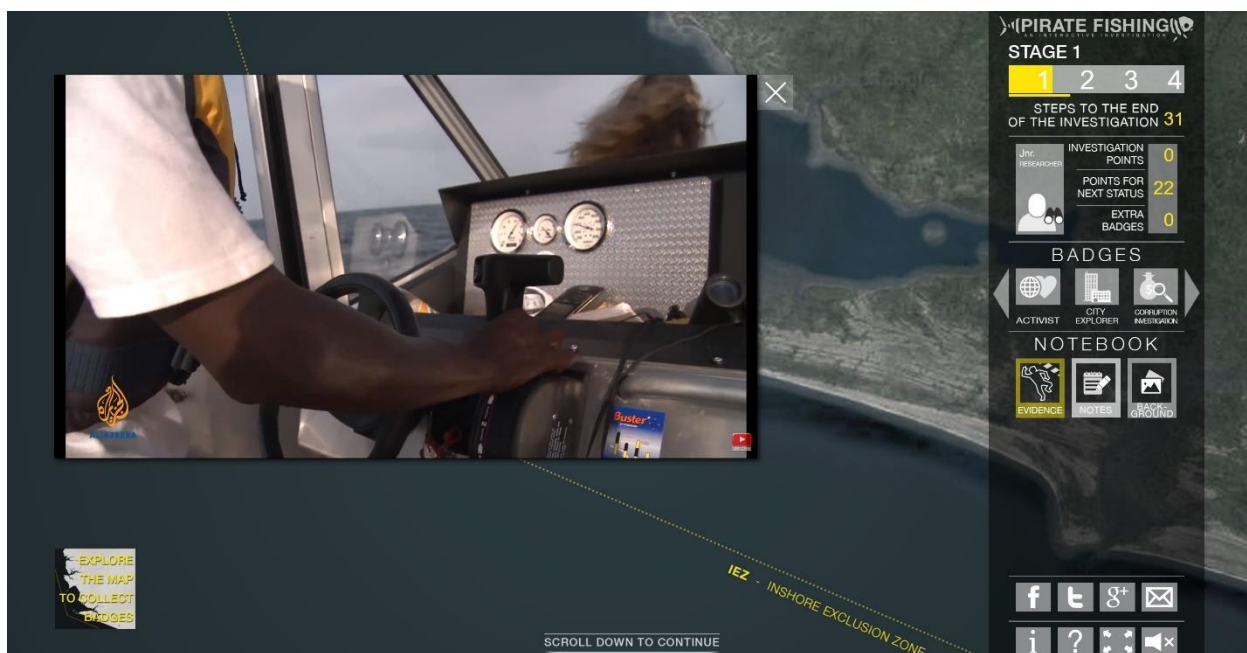 PIRATE FISHING
AN INTERACTIVE INVESTIGATION
STAGE 1
1 2 3 4
STEPS TO THE END
OF THE INVESTIGATION 31
Jnr.
RESEARCHER
INVESTIGATION
POINTS 0
POINTS FOR
NEXT STATUS 22
EXTRA
BADGES 0
BADGES
ACTIVIST
CITY
EXPLORER
CORRUPTION
INVESTIGATION
NOTEBOOK
EVIDENCE
NOTES
BACK-
GROUND
Buster
ALJAZEERA
EXPLORE
THE MAP
TO COLLECT
BADGES
IEZ - INSHORE EXCLUSION ZONE
SCROLL DOWN TO CONTINUE
f t g+
i ?